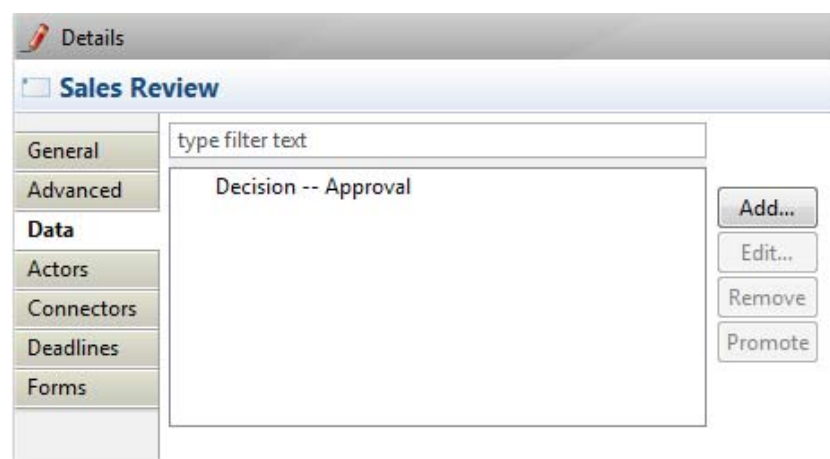 Details
Sales Review
General
Advanced
Data
Actors
Connectors
Deadlines
Forms
type filter text
Decision -- Approval
Add...
Edit...
Remove
Promote